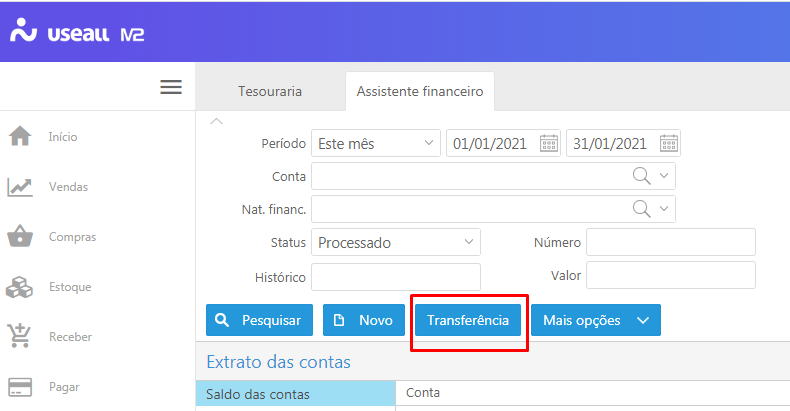 useall M2
Tesouraria
Assistente financeiro
Início
Vendas
Compras
Estoque
Receber
Pagar
Período Este mês 01/01/2021 31/01/2021
Conta
Nat. financ.
Status Processado Número
Histórico Valor
Pesquisar Novo Transferência Mais opções
Extrato das contas
Saldo das contas Conta